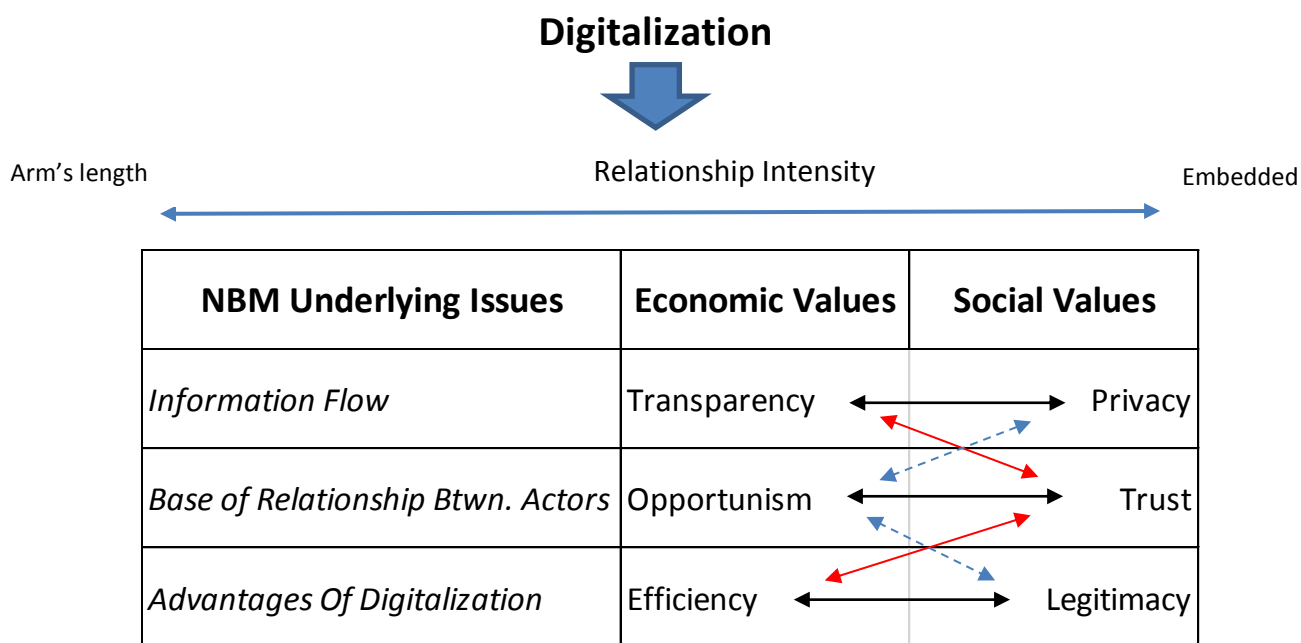 Digitalization
Arm's length
Relationship Intensity
Embedded
NBM Underlying Issues
Economic Values
Social Values
Information Flow
Transparency
Privacy
Base of Relationship Btwn. Actors
Opportunism
Trust
Advantages Of Digitalization
Efficiency
Legitimacy